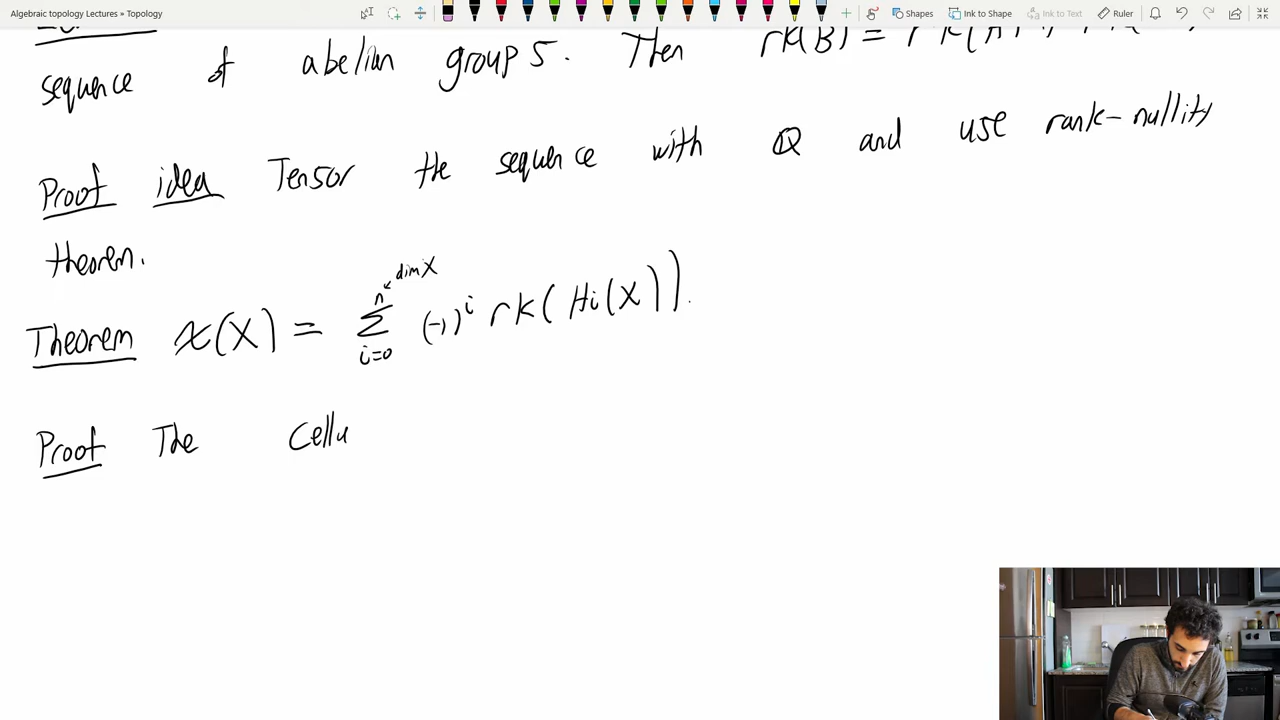 Algebraic topology Lectures » Topology
Shapes
Ink to Shape
Ink to Text
Ruler
sequence of abelian groups. Then rk(B) =
Proof idea Tensor the sequence with Q and use rank-nullity
theorem.
Theorem χ(X) = ∑_{i=0}^{n ↙ dim X} (-1)^i rk(Hi(X)).
Proof The Cellu